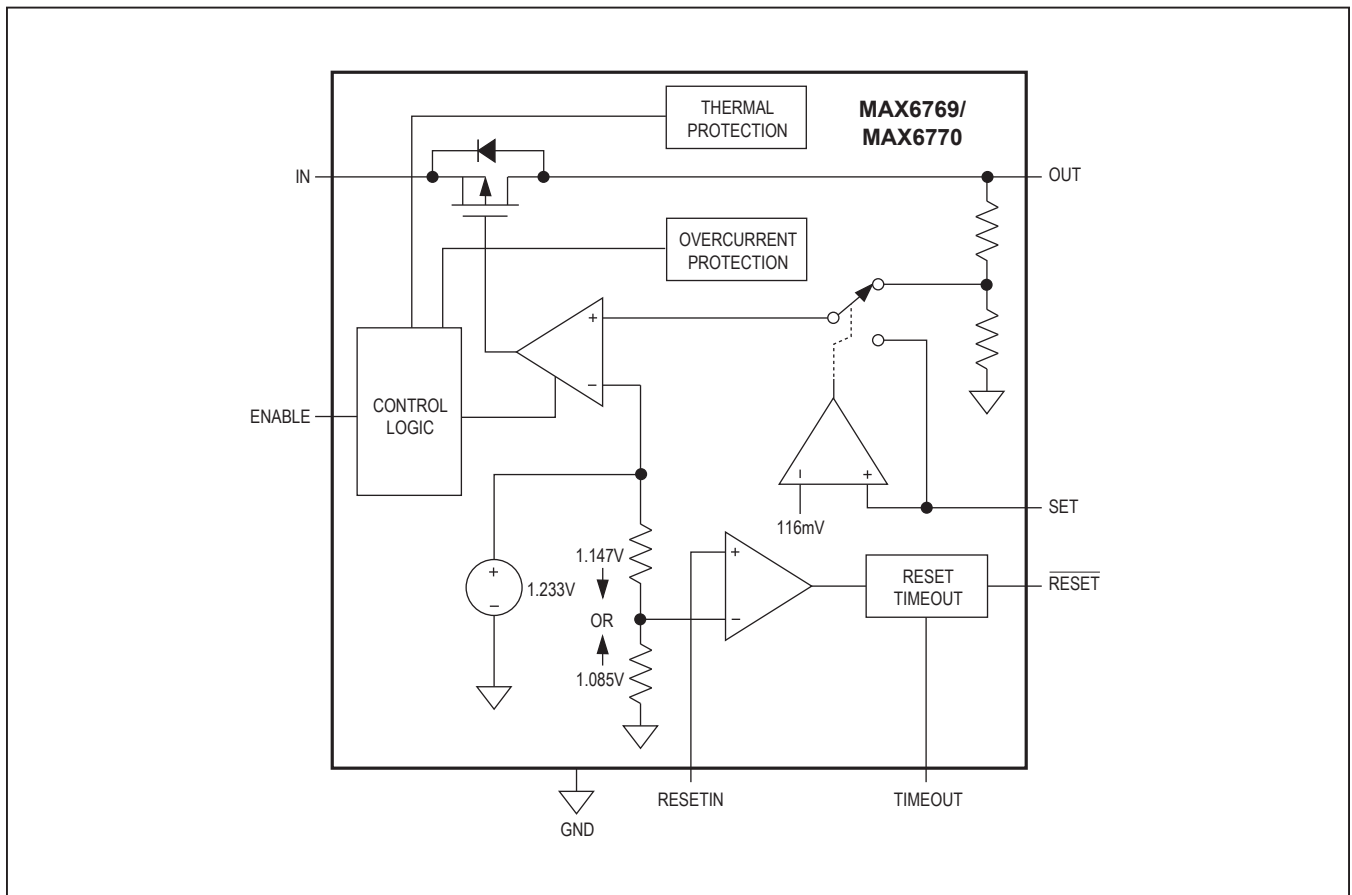 THERMAL
PROTECTION
MAX6769/
MAX6770
IN
OUT
OVERCURRENT
PROTECTION
+
−
CONTROL
LOGIC
ENABLE
−
+
116mV
SET
1.147V
OR
1.085V
+
−
1.233V
+
−
RESET
TIMEOUT
RESET
GND
RESETIN
TIMEOUT